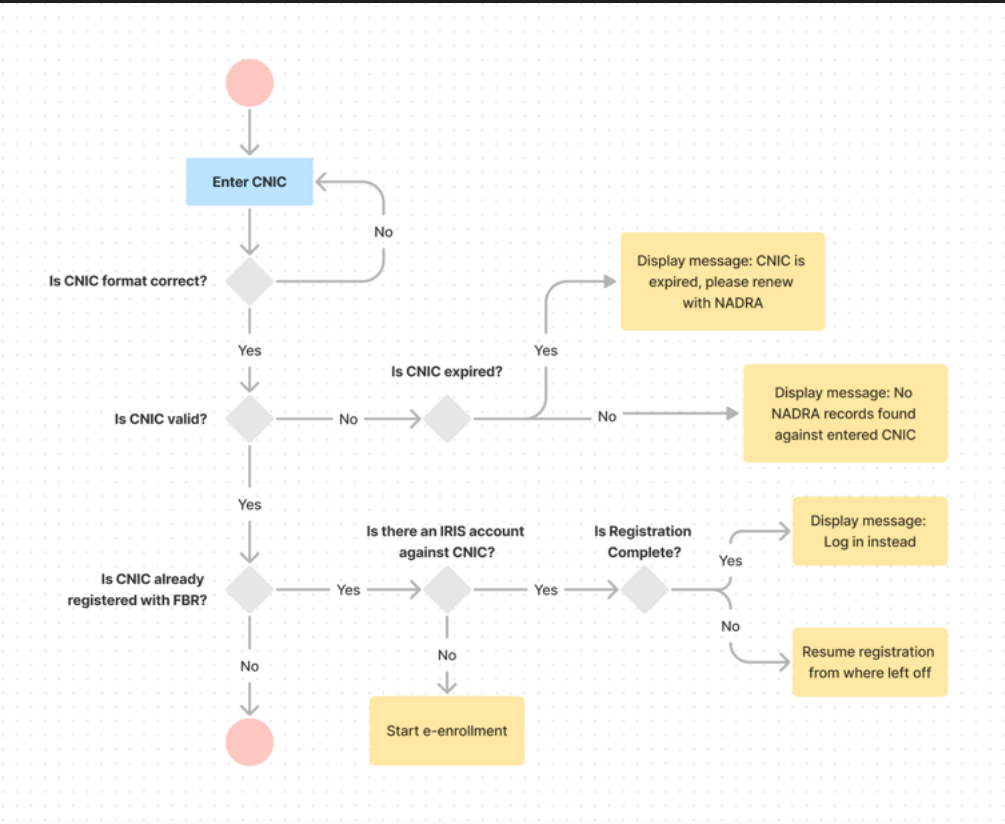 Enter CNIC
No
Is CNIC format correct?
Yes
Display message: CNIC is
expired, please renew
with NADRA
Yes
Is CNIC expired?
Is CNIC valid?
No
No
Display message: No
NADRA records found
against entered CNIC
Yes
Is there an IRIS account
against CNIC?
Is Registration
Complete?
Display message:
Log in instead
Yes
Is CNIC already
registered with FBR?
Yes
Yes
No
Resume registration
from where left off
No
No
Start e-enrollment